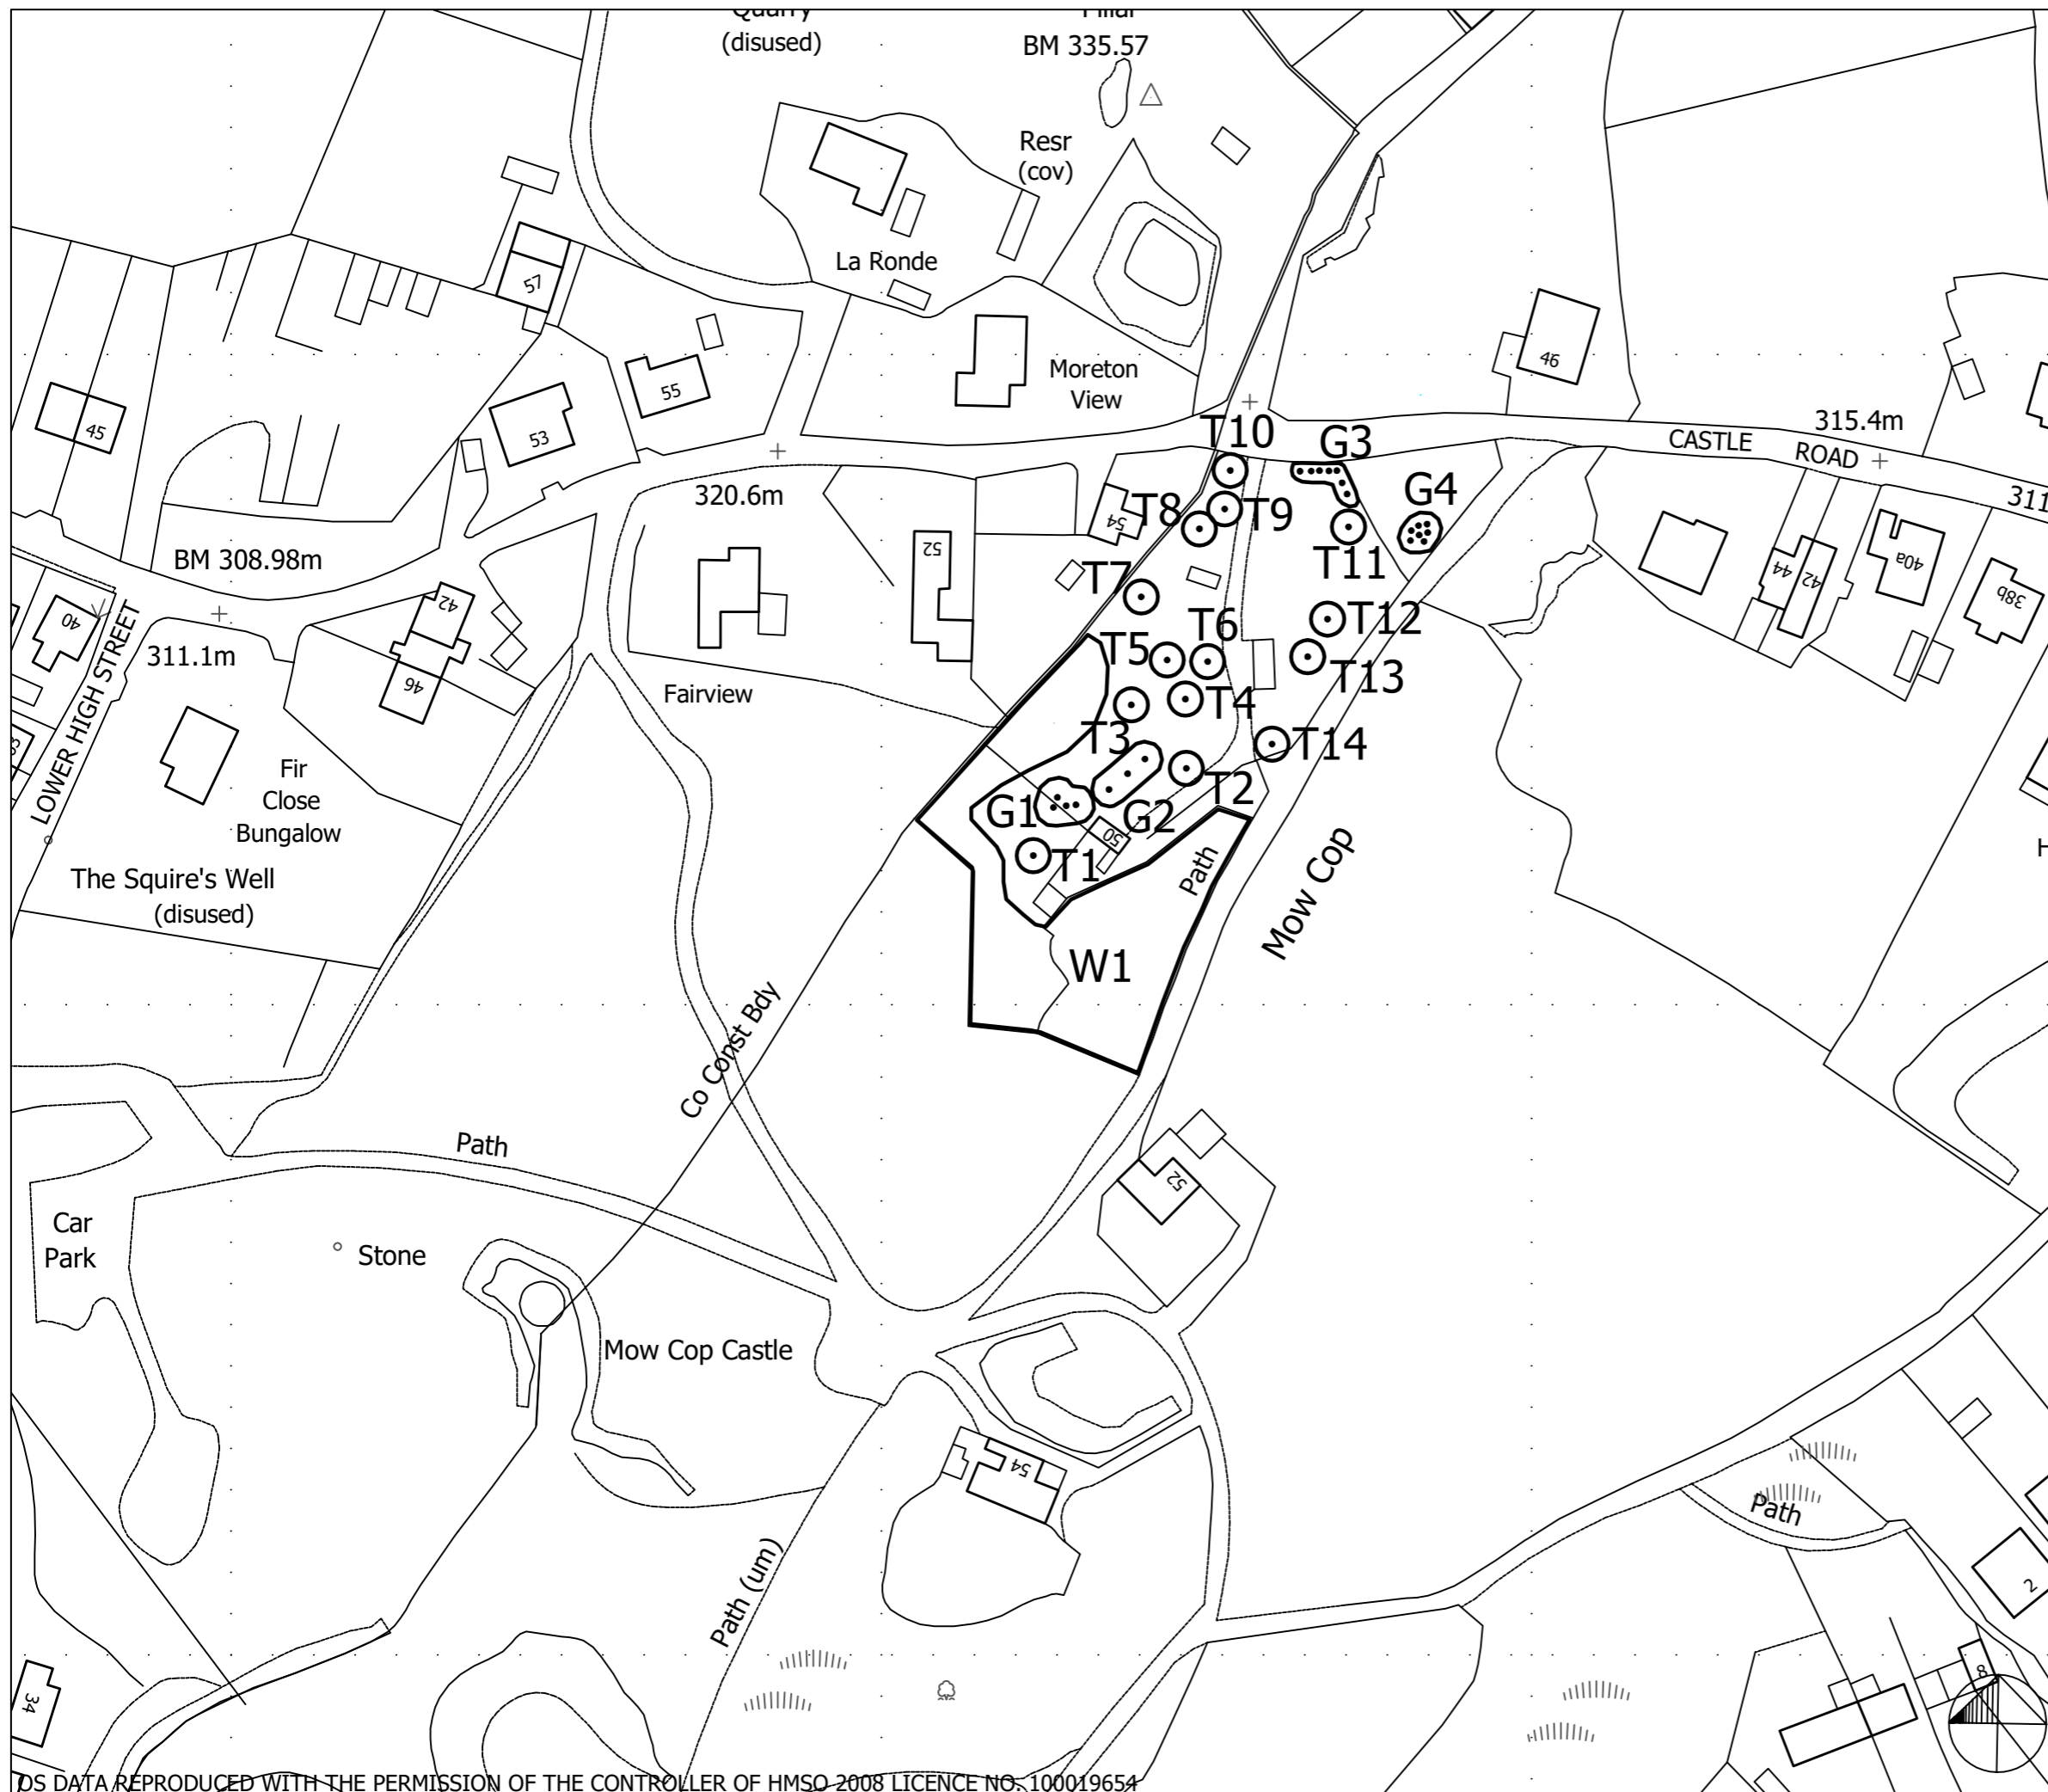 Quarry
(disused)
Pillar
BM 335.57
Resr
(cov)
La Ronde
57
Moreton
View
46
55
53
45
315.4m
CASTLE ROAD
311
320.6m
T10
G3
G4
T8
T9
54
T11
52
BM 308.98m
T7
44
42
40a
38b
42
40
LOWER HIGH STREET
311.1m
46
T12
T6
T5
T13
Fairview
T4
T3
T14
Fir
Close
Bungalow
T2
G1
G2
50
T1
Path
Mow Cop
The Squire's Well
(disused)
H
W1
Co Const Bdy
Path
52
Car
Park
Stone
Mow Cop Castle
54
Path
Path (um)
2
8
34
OS DATA REPRODUCED WITH THE PERMISSION OF THE CONTROLLER OF HMSO 2008 LICENCE NO. 100019654